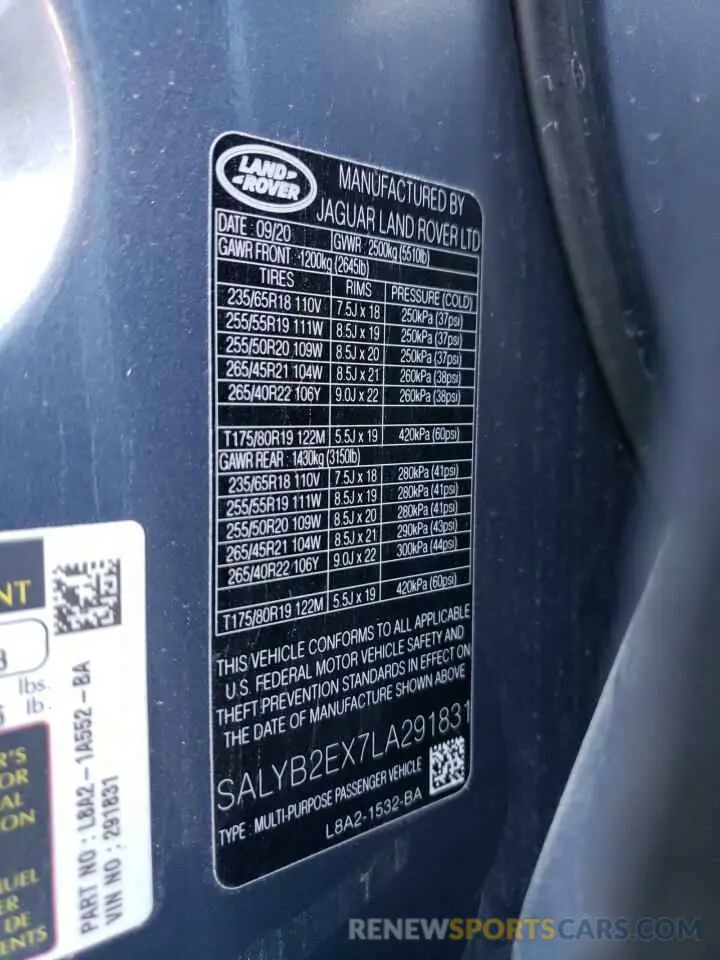 LAND ROVER
MANUFACTURED BY
JAGUAR LAND ROVER LTD
DATE: 09/20 GVWR: 2500kg (5510lb)
GAWR FRONT : 1200kg (2645lb)
TIRES RIMS PRESSURE (COLD)
235/65R18 110V 7.5J x 18 250kPa (37psi)
255/55R19 111W 8.5J x 19 250kPa (37psi)
255/50R20 109W 8.5J x 20 250kPa (37psi)
265/45R21 104W 8.5J x 21 260kPa (38psi)
265/40R22 106Y 9.0J x 22 260kPa (38psi)
T175/80R19 122M 5.5J x 19 420kPa (60psi)
GAWR REAR : 1430kg (3150lb)
235/65R18 110V 7.5J x 18 280kPa (41psi)
255/55R19 111W 8.5J x 19 280kPa (41psi)
255/50R20 109W 8.5J x 20 280kPa (41psi)
265/45R21 104W 8.5J x 21 290kPa (43psi)
265/40R22 106Y 9.0J x 22 300kPa (44psi)
T175/80R19 122M 5.5J x 19 420kPa (60psi)
THIS VEHICLE CONFORMS TO ALL APPLICABLE
U.S. FEDERAL MOTOR VEHICLE SAFETY AND
THEFT PREVENTION STANDARDS IN EFFECT ON
THE DATE OF MANUFACTURE SHOWN ABOVE
SALYB2EX7LA291831
TYPE : MULTI-PURPOSE PASSENGER VEHICLE
L8A2-1532-BA
NT
lbs.
lb.
R'S
OR
AL
ON
NUEL
ER
DE
ENTS
PART NO : L8A2-1A552-BA
VIN NO : 291831
RENEWSPORTSCARS.COM